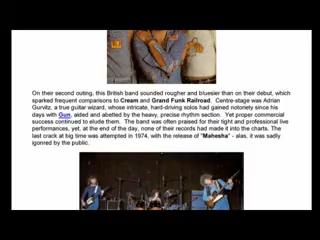 On their second outing, this British band sounded rougher and bluesier than on their debut, which
sparked frequent comparisons to Cream and Grand Funk Railroad. Centre-stage was Adrian
Gurvitz, a true guitar wizard, whose intricate, hard-driving solos had gained notoriety since his
days with Gun, aided and abetted by the heavy, precise rhythm section. Yet proper commercial
success continued to elude them. The band was often praised for their tight and professional live
performances, yet, at the end of the day, none of their records had made it into the charts. The
last crack at big time was attempted in 1974, with the release of "Mahesha" - alas, it was sadly
igonred by the public.